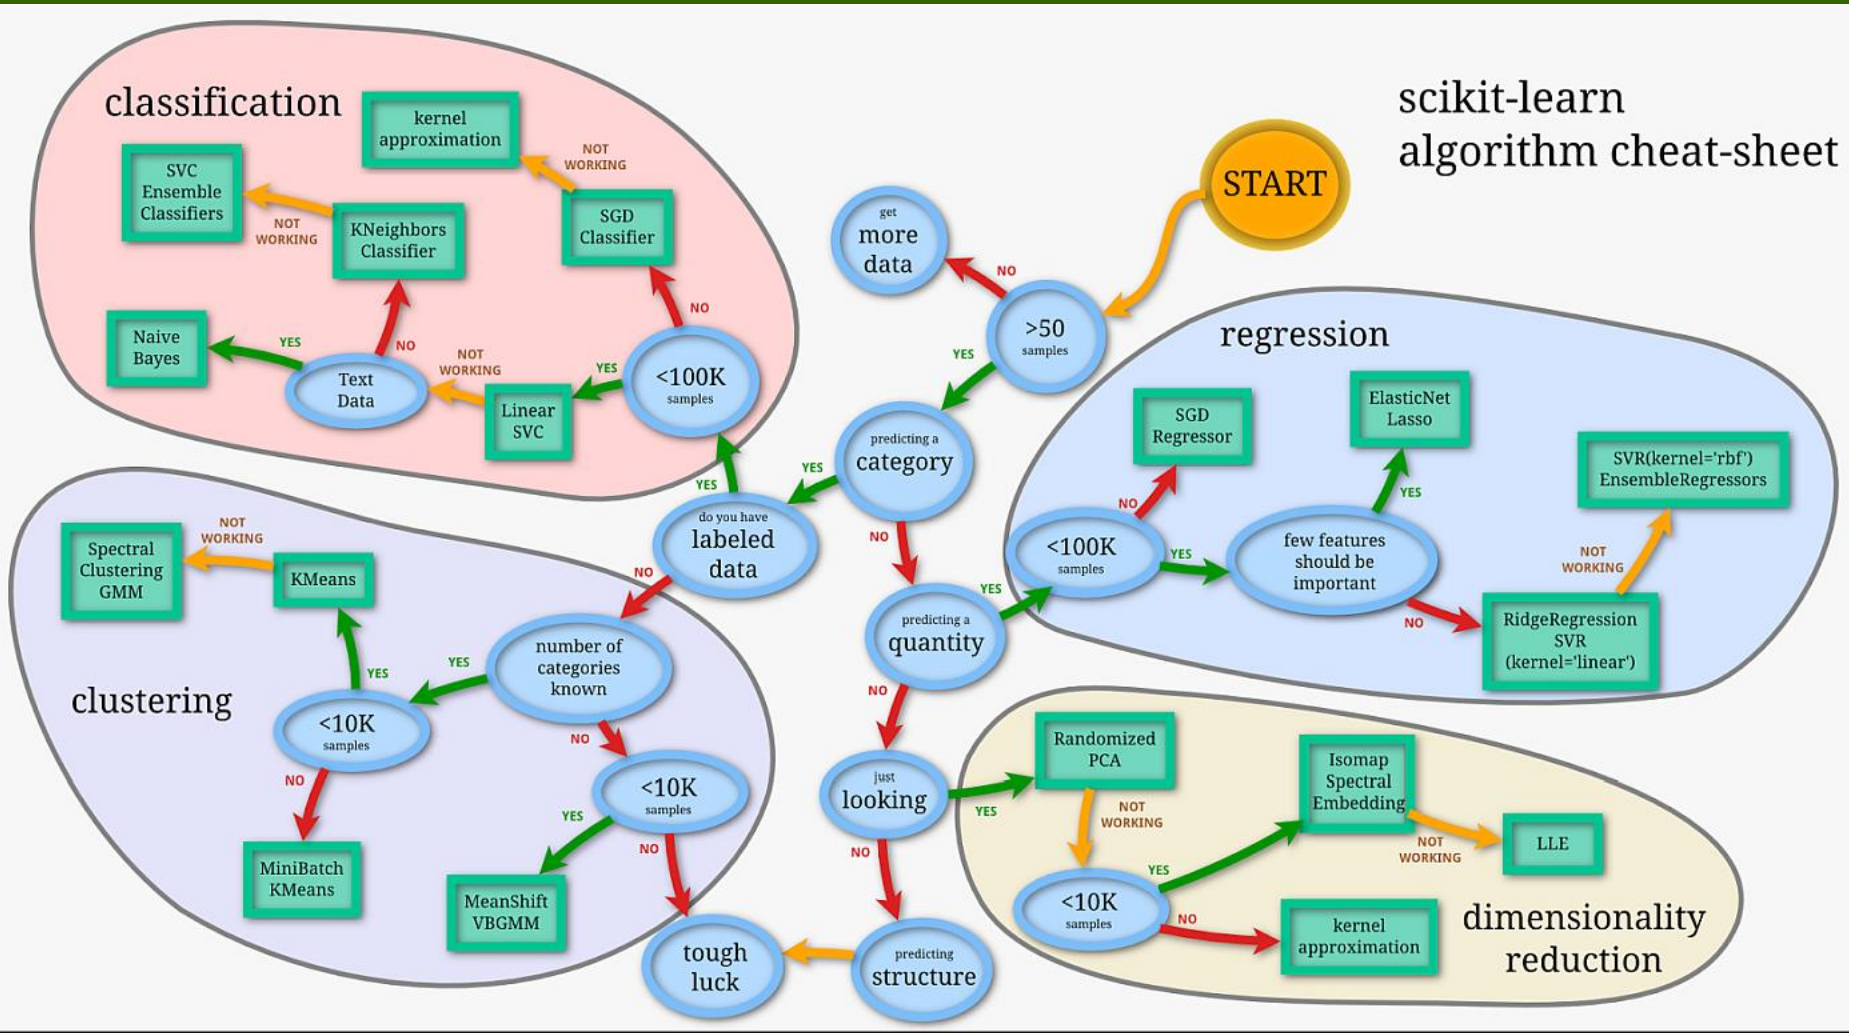 scikit-learn
algorithm cheat-sheet
START
classification
kernel
approximation
NOT
WORKING
SVC
Ensemble
Classifiers
NOT
WORKING
KNeighbors
Classifier
SGD
Classifier
NO
Naive
Bayes
YES
NO
Text
Data
NOT
WORKING
Linear
SVC
YES
<100K
samples
YES
get
more
data
NO
>50
samples
YES
predicting a
category
YES
NO
do you have
labeled
data
NO
predicting a
quantity
YES
NO
just
looking
YES
NO
predicting
structure
tough
luck
regression
SGD
Regressor
ElasticNet
Lasso
SVR(kernel='rbf')
EnsembleRegressors
NO
YES
<100K
samples
YES
few features
should be
important
NOT
WORKING
NO
RidgeRegression
SVR
(kernel='linear')
clustering
Spectral
Clustering
GMM
NOT
WORKING
KMeans
number of
categories
known
YES
YES
<10K
samples
NO
NO
<10K
samples
YES
NO
MiniBatch
KMeans
MeanShift
VBGMM
Randomized
PCA
NOT
WORKING
Isomap
Spectral
Embedding
NOT
WORKING
LLE
YES
<10K
samples
NO
kernel
approximation
dimensionality
reduction